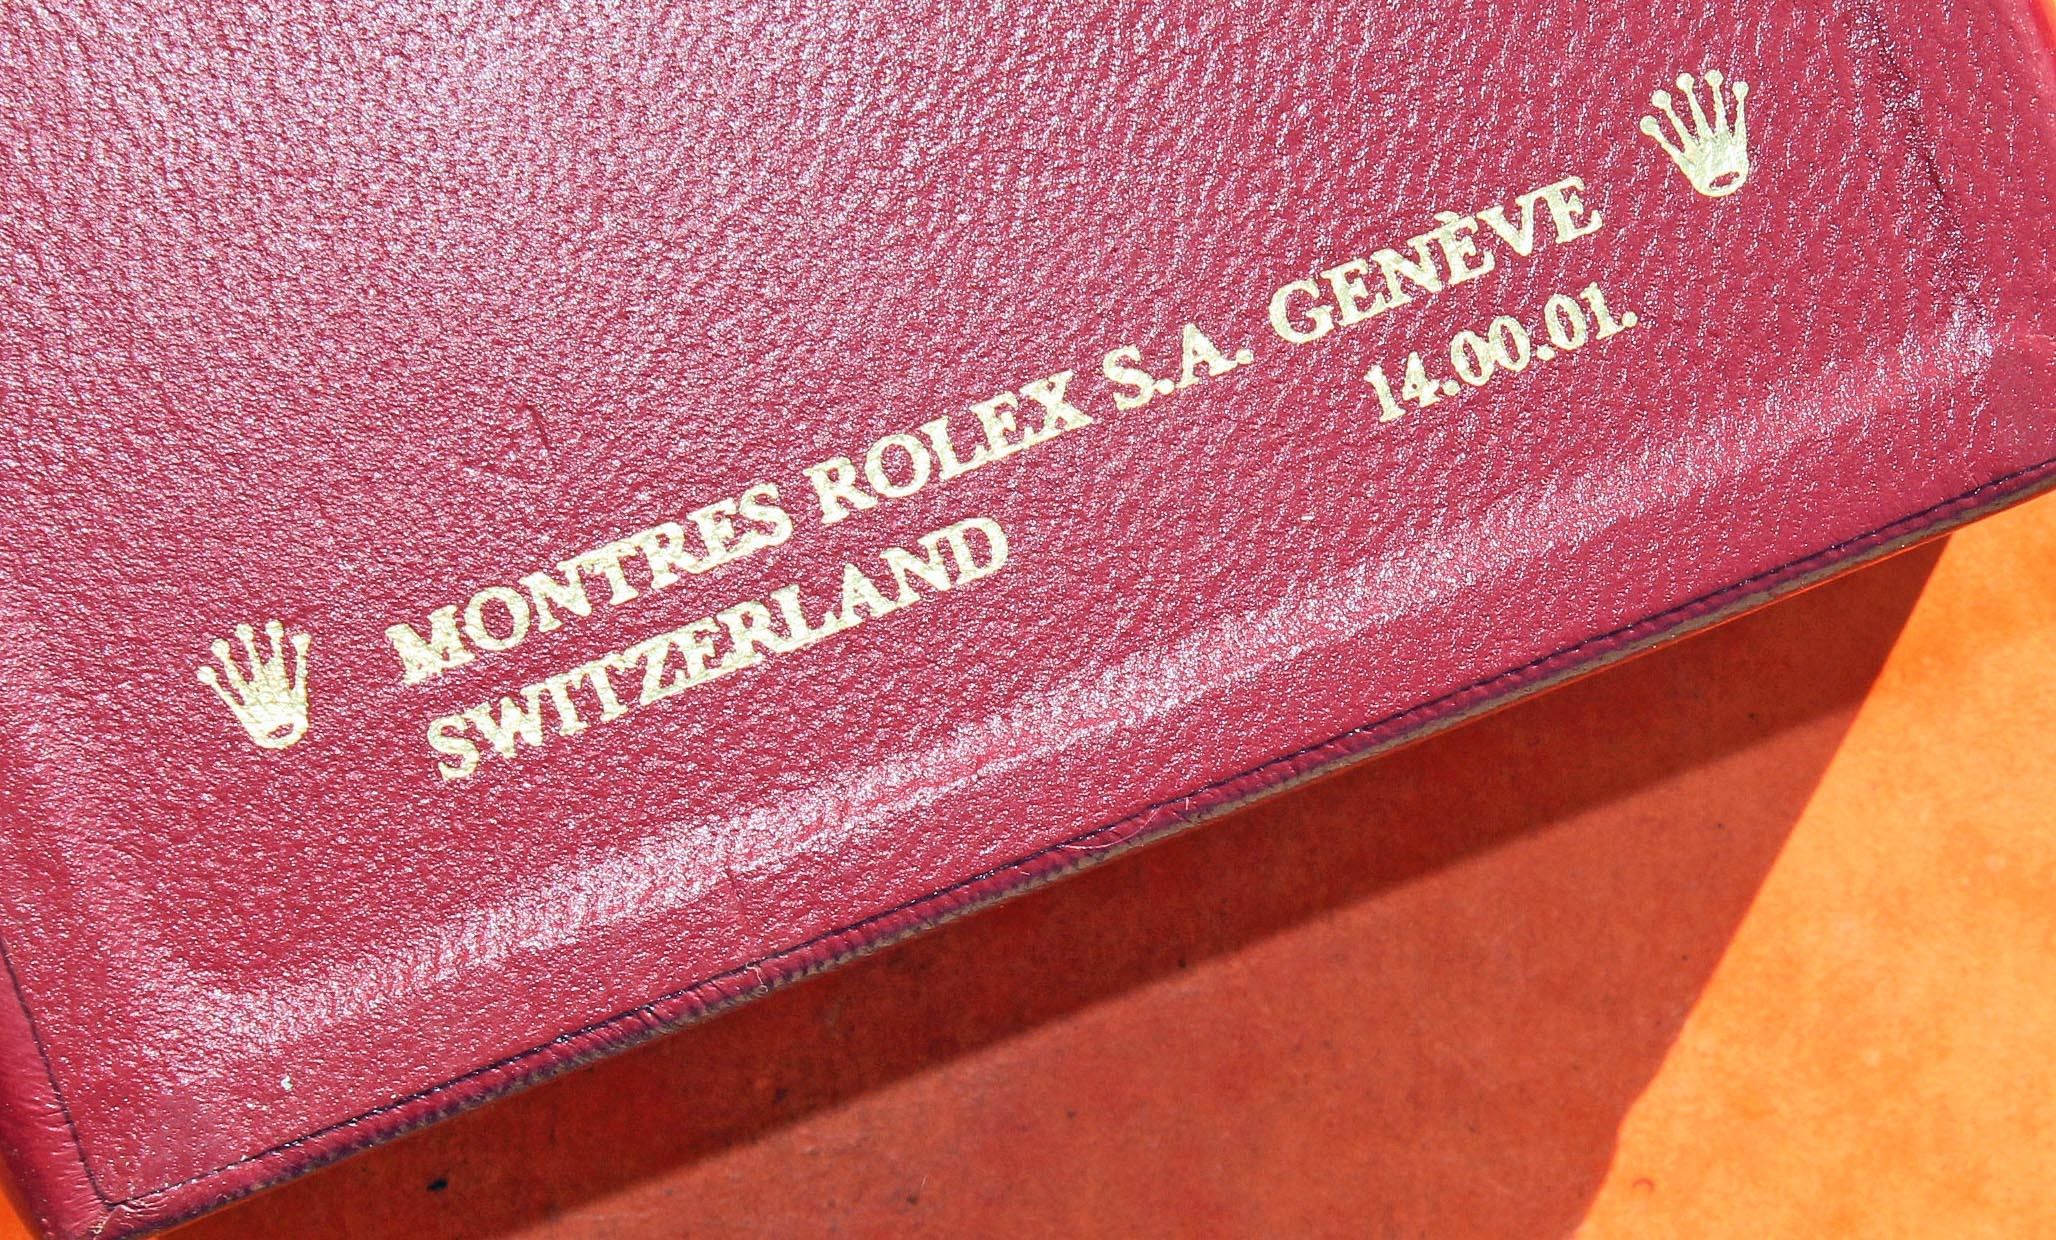 MONTRES ROLEX S.A. GENÈVE
SWITZERLAND 14.00.01.